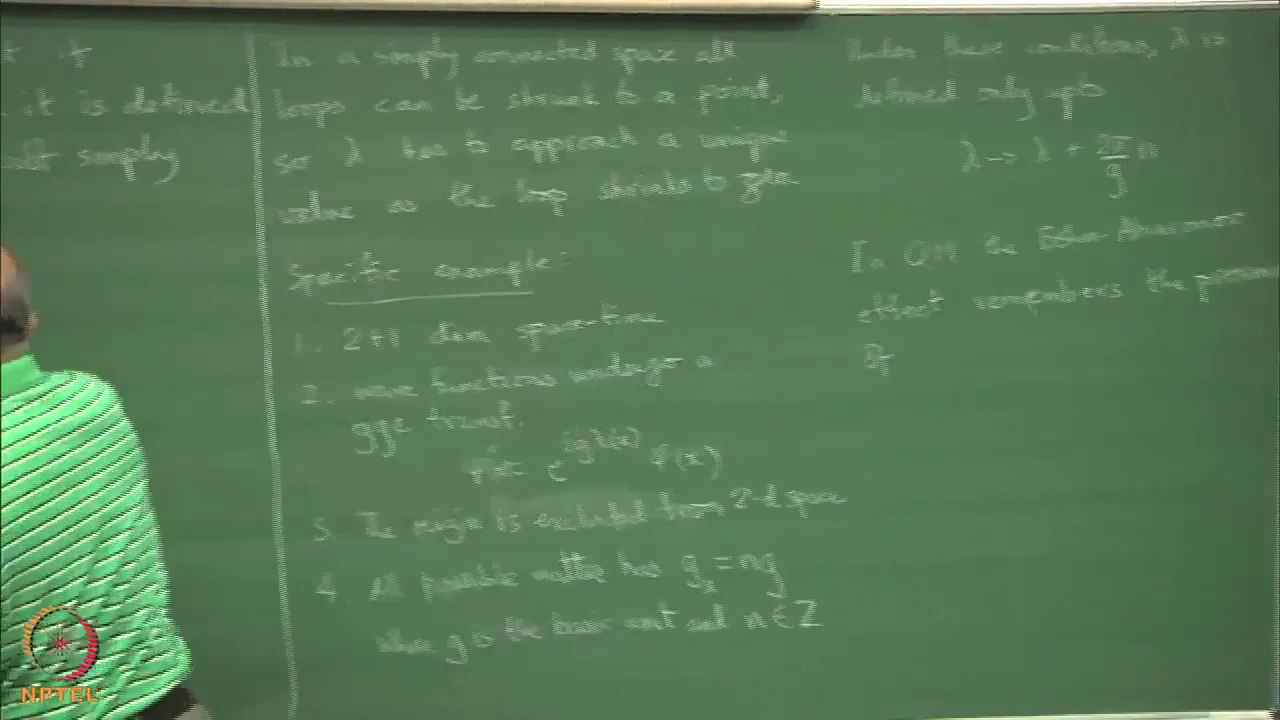 it is defined
simply
In a simply connected space all
loops can be shrunk to a point,
so λ has to approach a unique
value as the loop shrinks to zero
Specific example:
1. 2+1 dim spacetime
2. wave functions undergo a
gge transf.
e^{igλ(x)} ψ(x)
3. The origin is excluded from 2-d space
4. All possible matter has g_k = ng
where g is the basic unit and n ∈ Z
Under these conditions, λ is
defined only upto
λ → λ + 2π/g n
In QM the Bohm Aharonov
effect remembers the presence
of
NPTEL